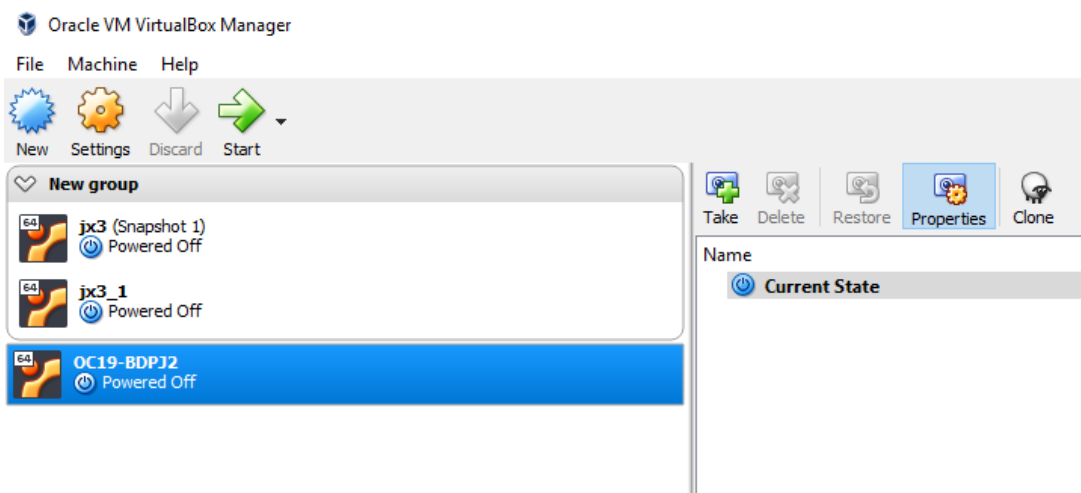 Oracle VM VirtualBox Manager
File Machine Help
New Settings Discard Start
New group
64
jx3 (Snapshot 1)
Powered Off
64
jx3_1
Powered Off
64
OC19-BDPJ2
Powered Off
Take Delete Restore Properties Clone
Name
Current State